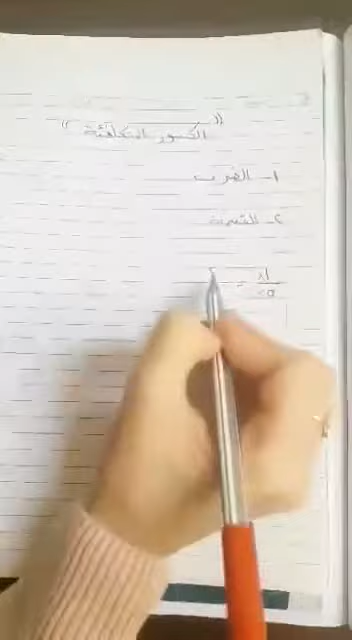 (( الكسور المتكافئة ))
١- الضرب
٢- القسمة